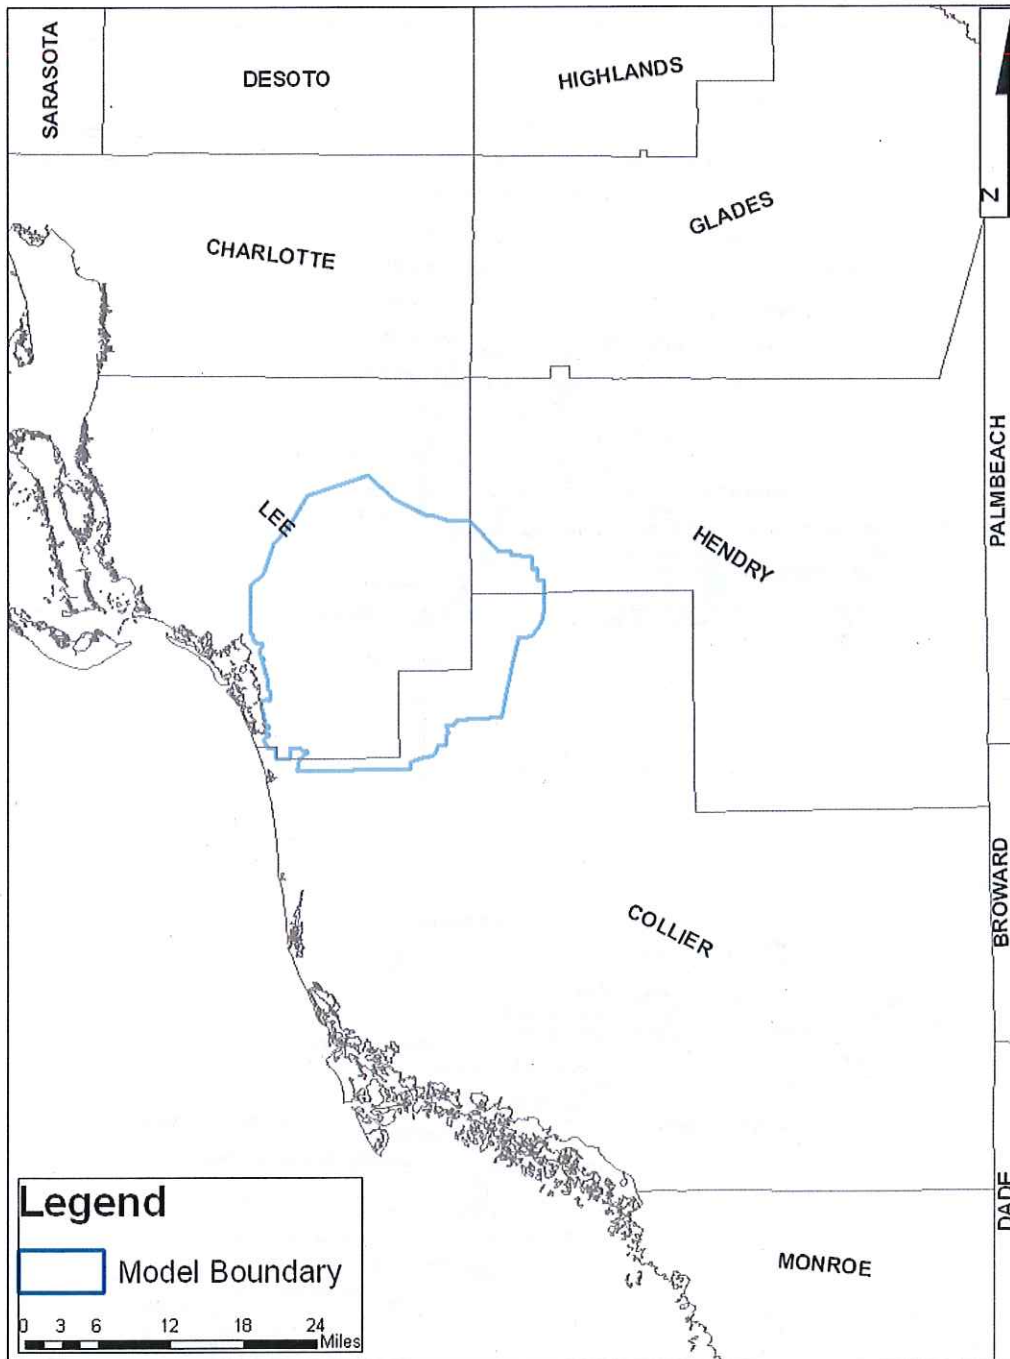 SARASOTA
DESOTO
HIGHLANDS
GLADES
CHARLOTTE
Z
PALMBEACH
LEE
HENDRY
COLLIER
BROWARD
DADE
MONROE
Legend
Model Boundary
0 3 6 12 18 24
Miles